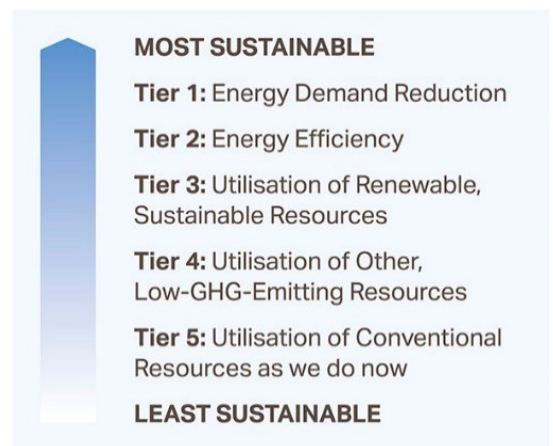 MOST SUSTAINABLE
Tier 1: Energy Demand Reduction
Tier 2: Energy Efficiency
Tier 3: Utilisation of Renewable,
Sustainable Resources
Tier 4: Utilisation of Other,
Low-GHG-Emitting Resources
Tier 5: Utilisation of Conventional
Resources as we do now
LEAST SUSTAINABLE